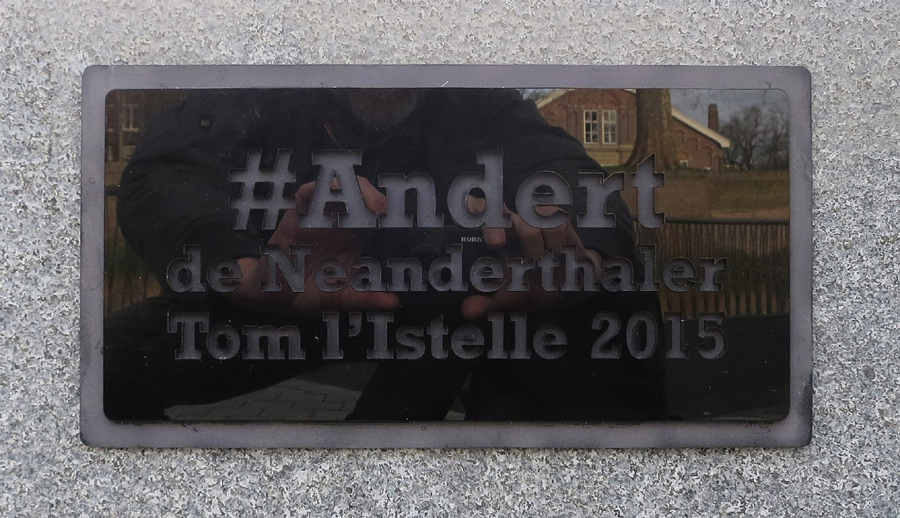 #Andert
de Neanderthaler
Tom l'Istelle 2015